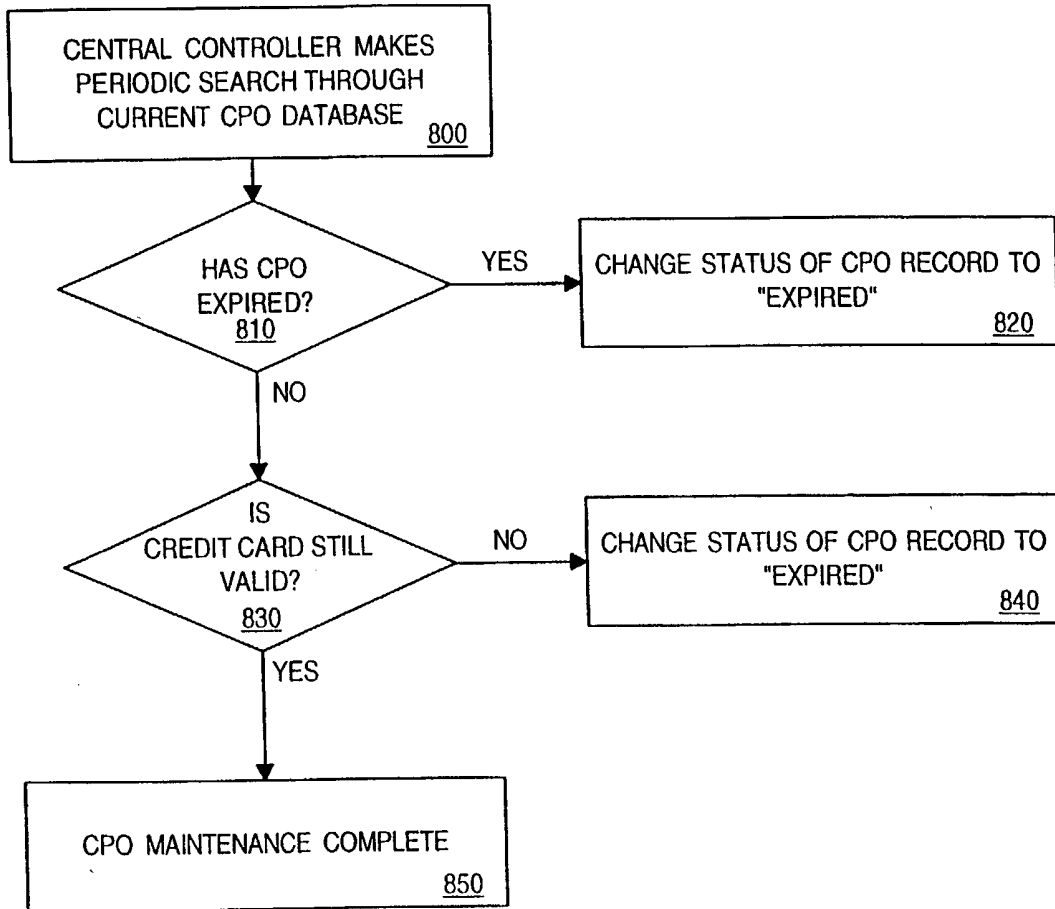 CENTRAL CONTROLLER MAKES
PERIODIC SEARCH THROUGH
CURRENT CPO DATABASE
800
HAS CPO
EXPIRED?
810
YES
CHANGE STATUS OF CPO RECORD TO
"EXPIRED"
820
NO
IS
CREDIT CARD STILL
VALID?
830
NO
CHANGE STATUS OF CPO RECORD TO
"EXPIRED"
840
YES
CPO MAINTENANCE COMPLETE
850